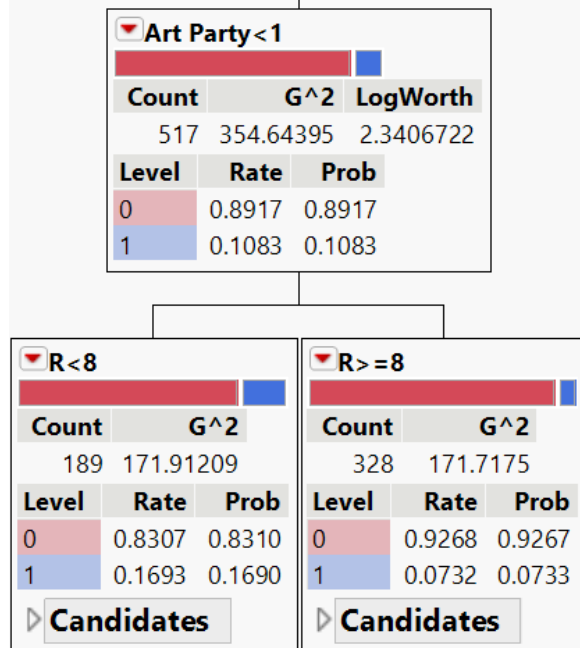 Art Party<1
Count G^2 LogWorth
517 354.64395 2.3406722
Level Rate Prob
0 0.8917 0.8917
1 0.1083 0.1083
R<8
Count G^2
189 171.91209
Level Rate Prob
0 0.8307 0.8310
1 0.1693 0.1690
Candidates
R>=8
Count G^2
328 171.7175
Level Rate Prob
0 0.9268 0.9267
1 0.0732 0.0733
Candidates